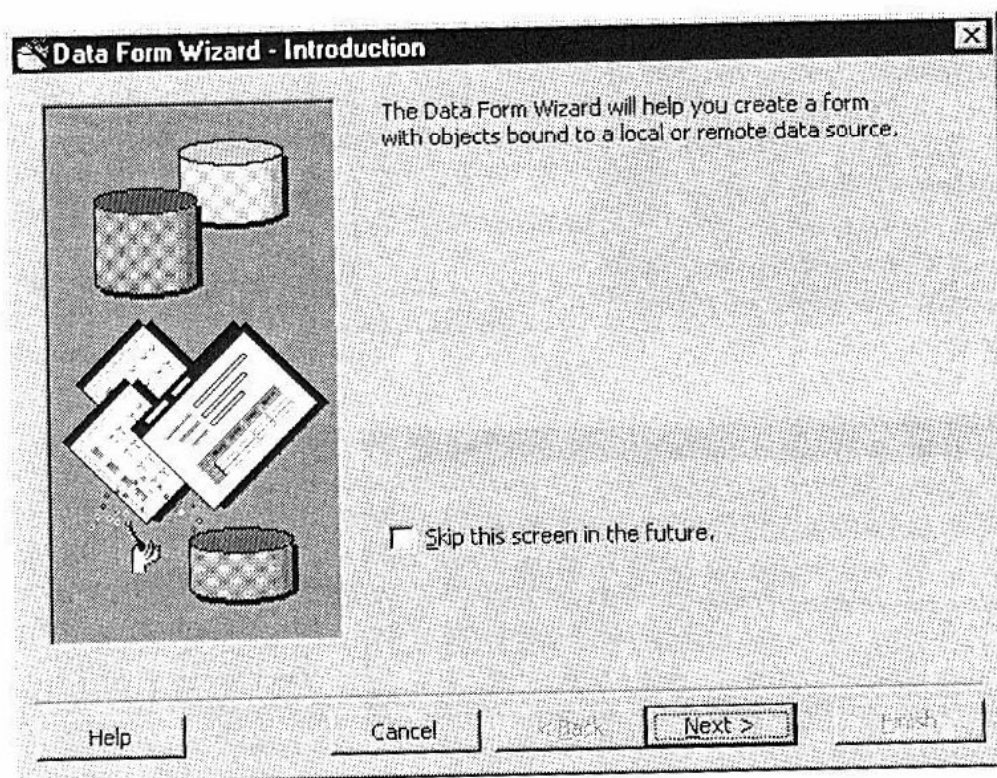 Data Form Wizard - Introduction
The Data Form Wizard will help you create a form
with objects bound to a local or remote data source.
Skip this screen in the future.
Help
Cancel
< Back
Next >
Finish